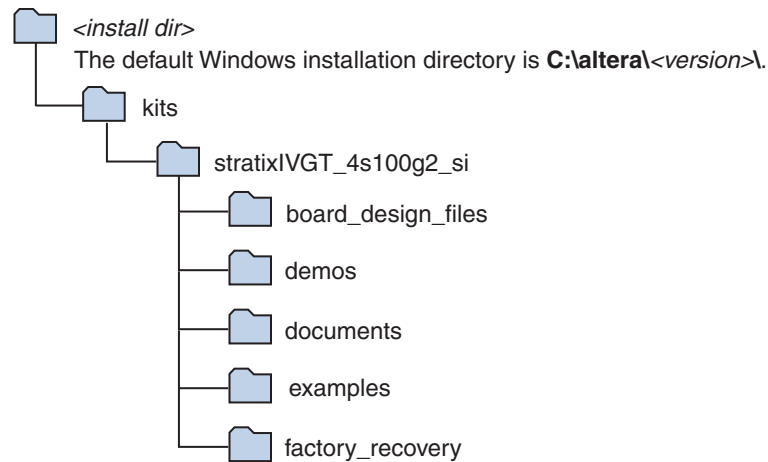 <install dir>
The default Windows installation directory is C:\altera\<version>\.
kits
stratixIVGT_4s100g2_si
board_design_files
demos
documents
examples
factory_recovery